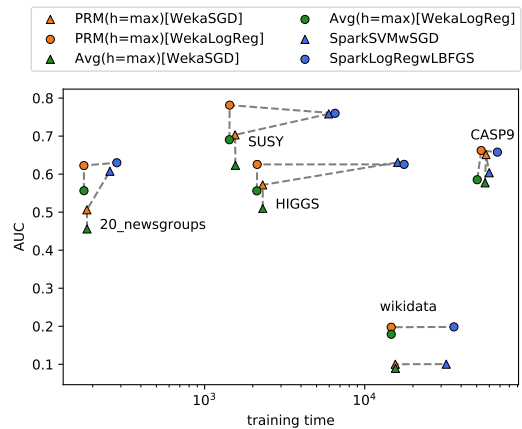 PRM(h=max)[WekaSGD]
PRM(h=max)[WekaLogReg]
Avg(h=max)[WekaSGD]
Avg(h=max)[WekaLogReg]
SparkSVMwSGD
SparkLogRegwLBFGS
0.8
0.7
0.6
0.5
0.4
0.3
0.2
0.1
AUC
SUSY
CASP9
HIGGS
20_newsgroups
wikidata
10³
10⁴
training time